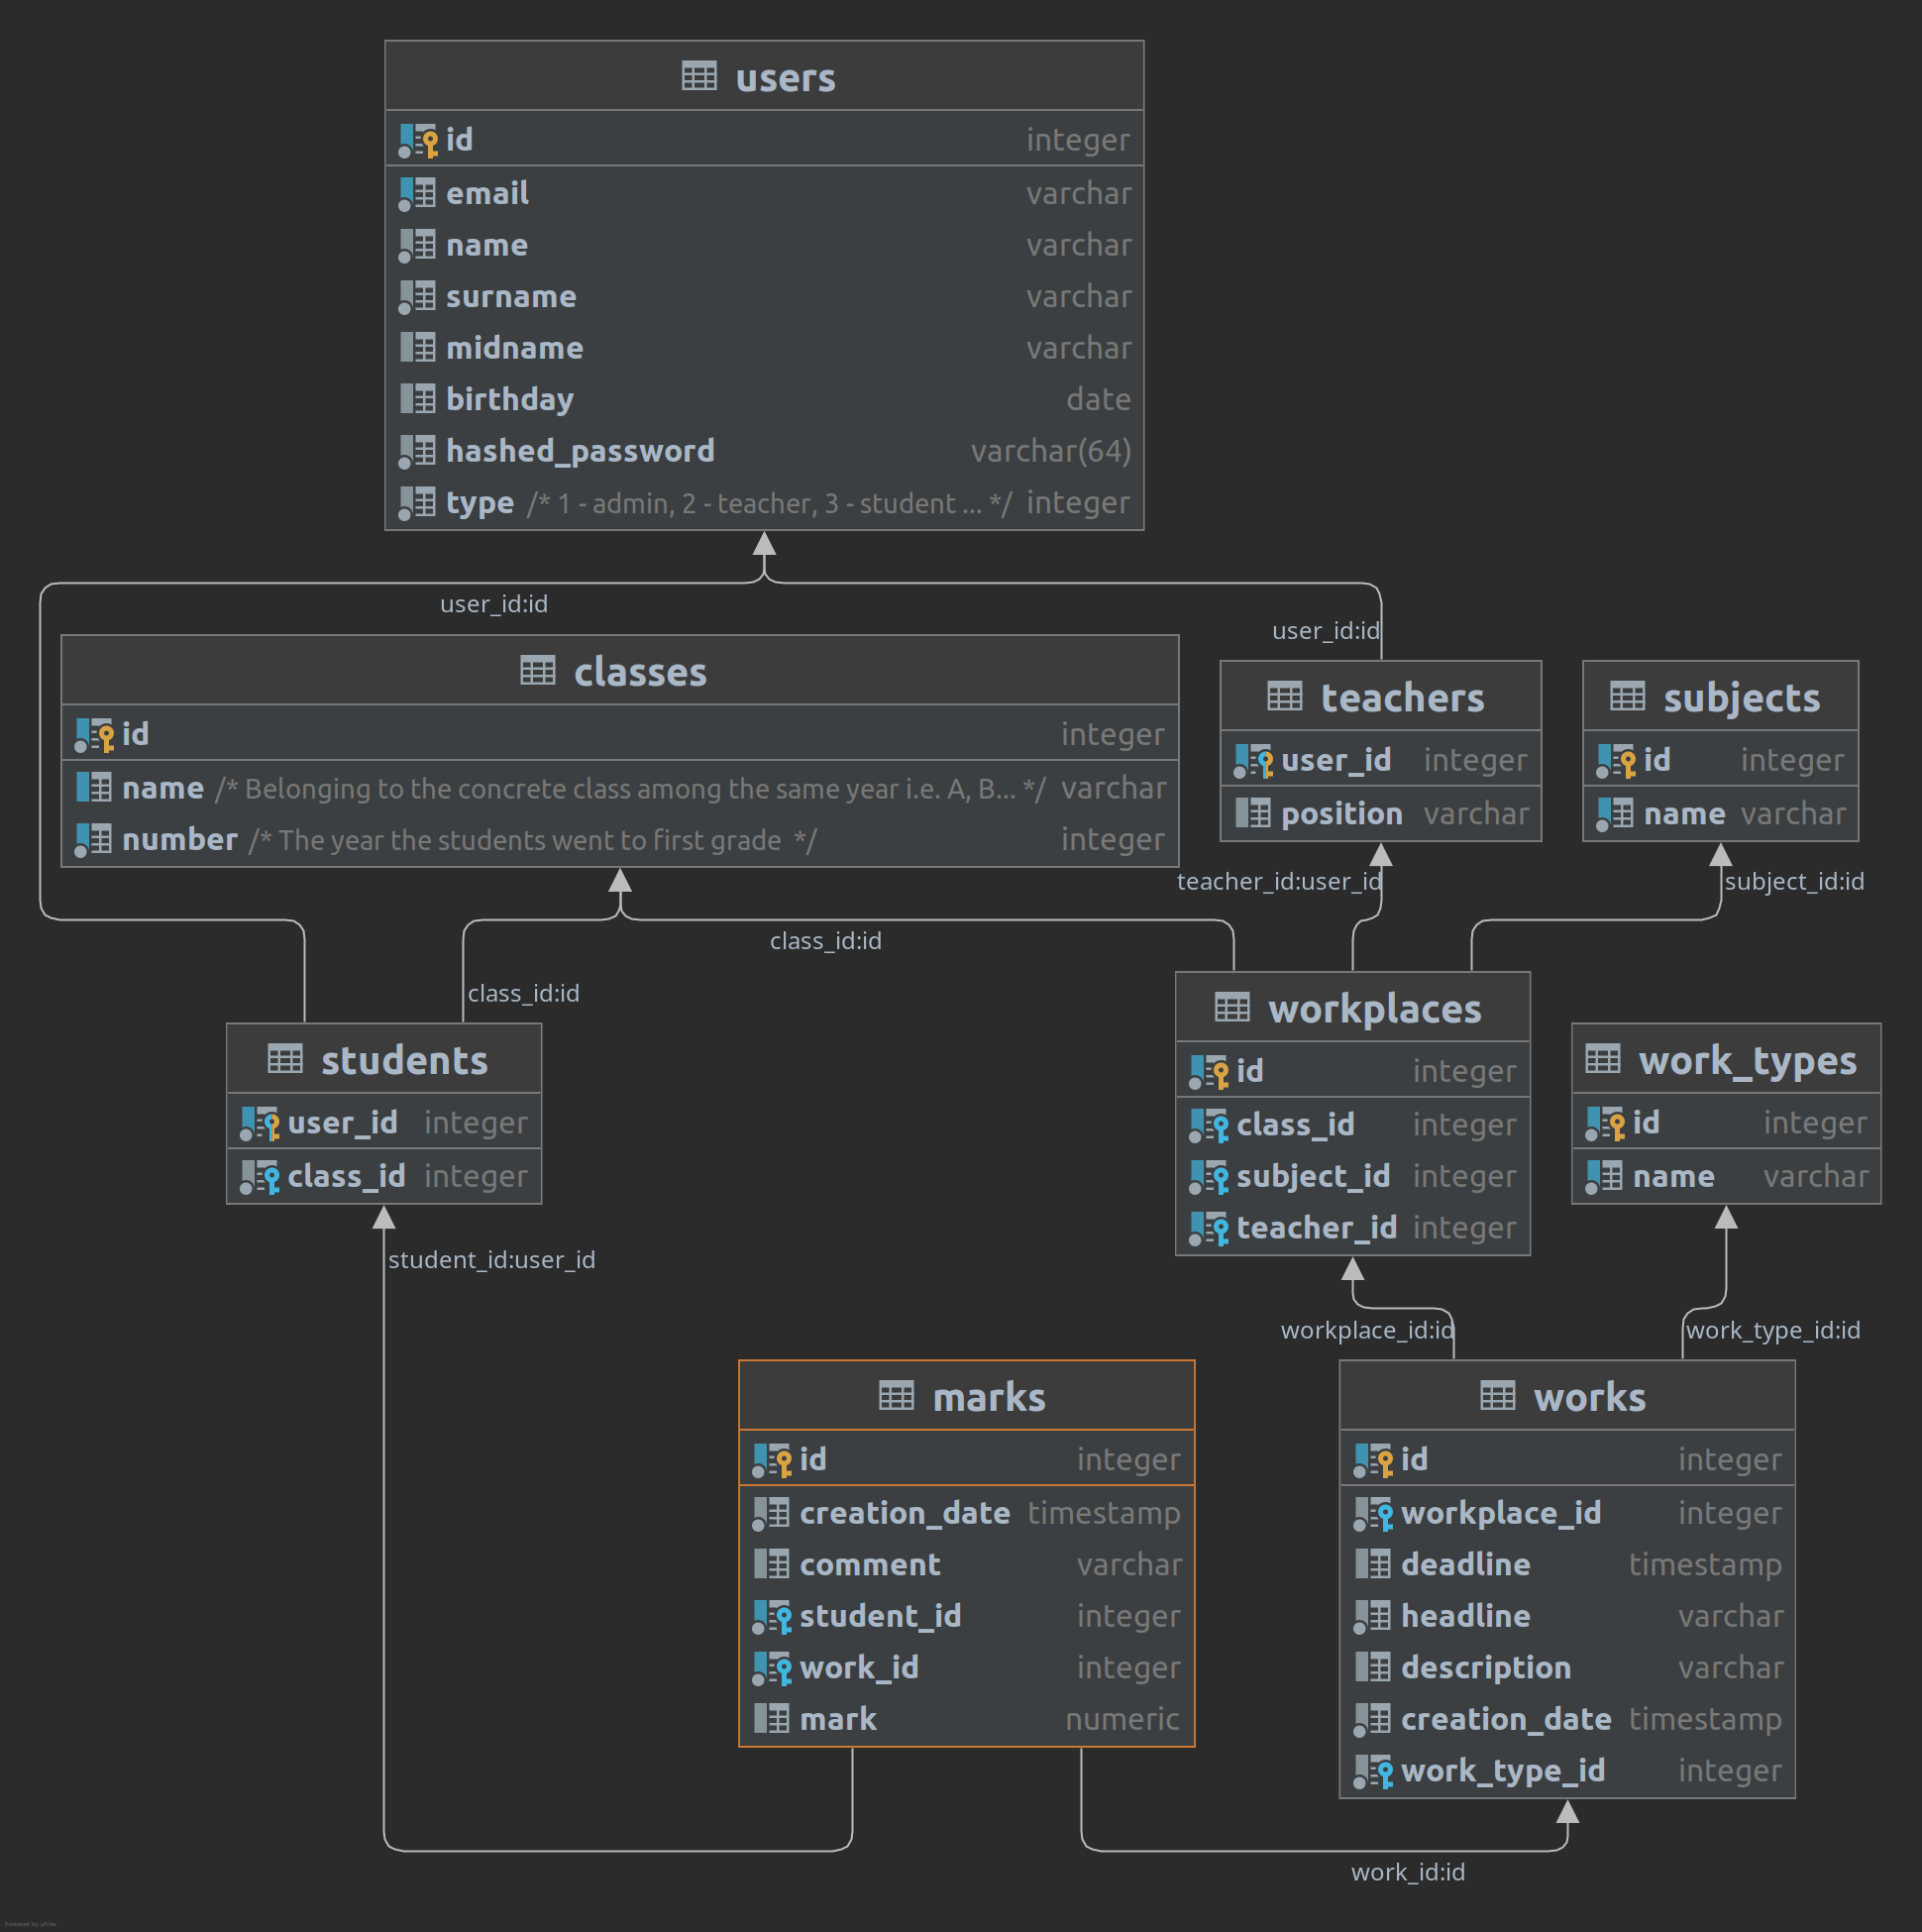 users
id integer
email varchar
name varchar
surname varchar
midname varchar
birthday date
hashed_password varchar(64)
type /* 1 - admin, 2 - teacher, 3 - student ... */ integer
user_id:id
user_id:id
classes
id integer
name /* Belonging to the concrete class among the same year i.e. A, B... */ varchar
number /* The year the students went to first grade */ integer
teachers
user_id integer
position varchar
subjects
id integer
name varchar
teacher_id:user_id
subject_id:id
class_id:id
class_id:id
students
user_id integer
class_id integer
workplaces
id integer
class_id integer
subject_id integer
teacher_id integer
work_types
id integer
name varchar
student_id:user_id
workplace_id:id
work_type_id:id
marks
id integer
creation_date timestamp
comment varchar
student_id integer
work_id integer
mark numeric
works
id integer
workplace_id integer
deadline timestamp
headline varchar
description varchar
creation_date timestamp
work_type_id integer
work_id:id
Powered by yFiles